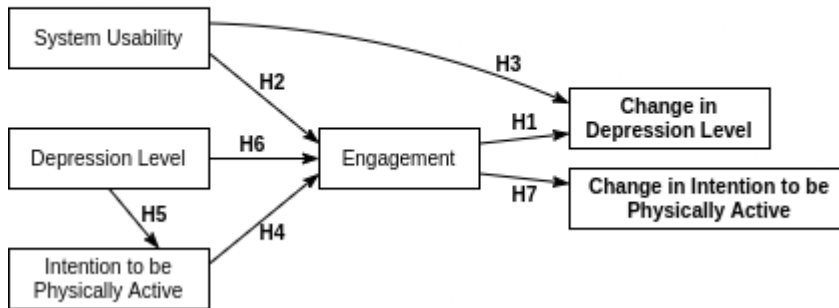 System Usability
H3
H2
Change in
Depression Level
H1
Depression Level
H6
Engagement
H7
Change in Intention to be
Physically Active
H5
H4
Intention to be
Physically Active